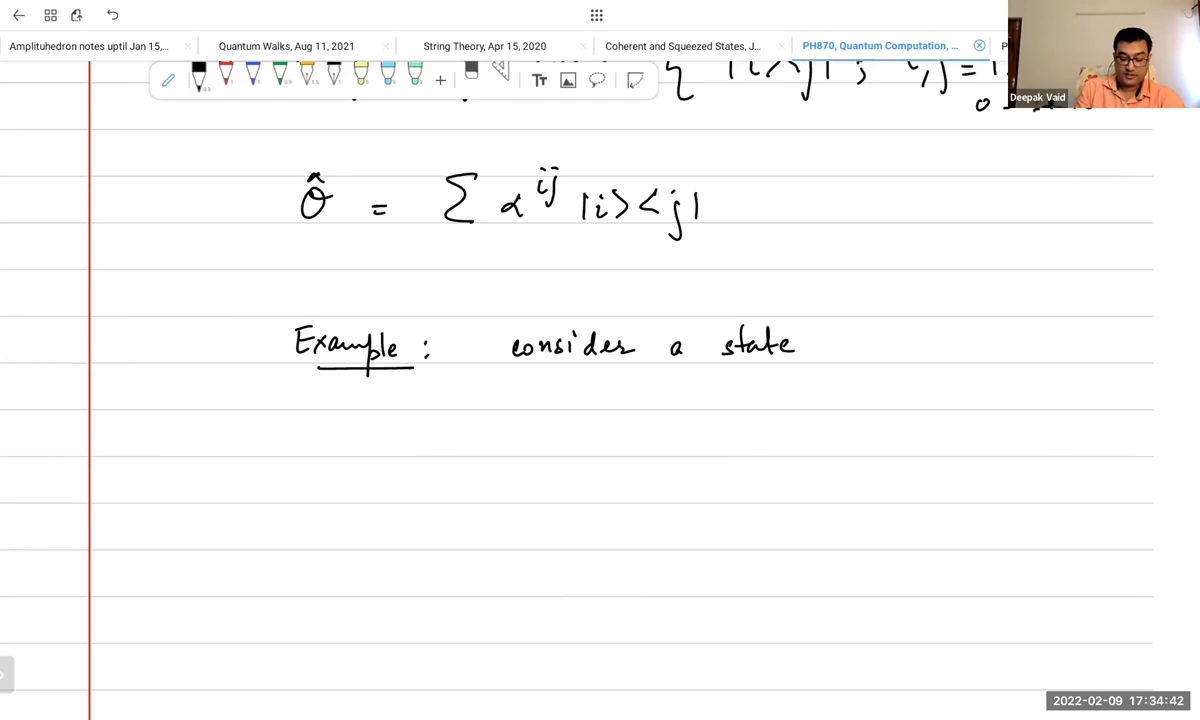 Amplituhedron notes uptil Jan 15,... Quantum Walks, Aug 11, 2021 String Theory, Apr 15, 2020 Coherent and Squeezed States, J... PH870, Quantum Computation, ... P
Tт
Deepak Vaid
|i><j| ; i, j =
Ô = Σ α^{ij} |i><j|
Example : consider a state
2022-02-09 17:34:42